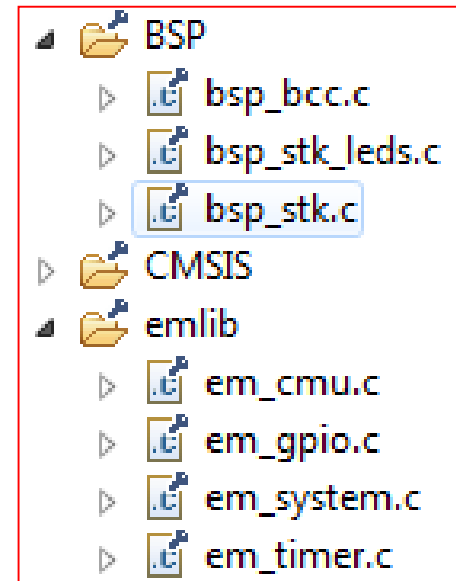 BSP
bsp_bcc.c
bsp_stk_leds.c
bsp_stk.c
CMSIS
emlib
em_cmu.c
em_gpio.c
em_system.c
em_timer.c